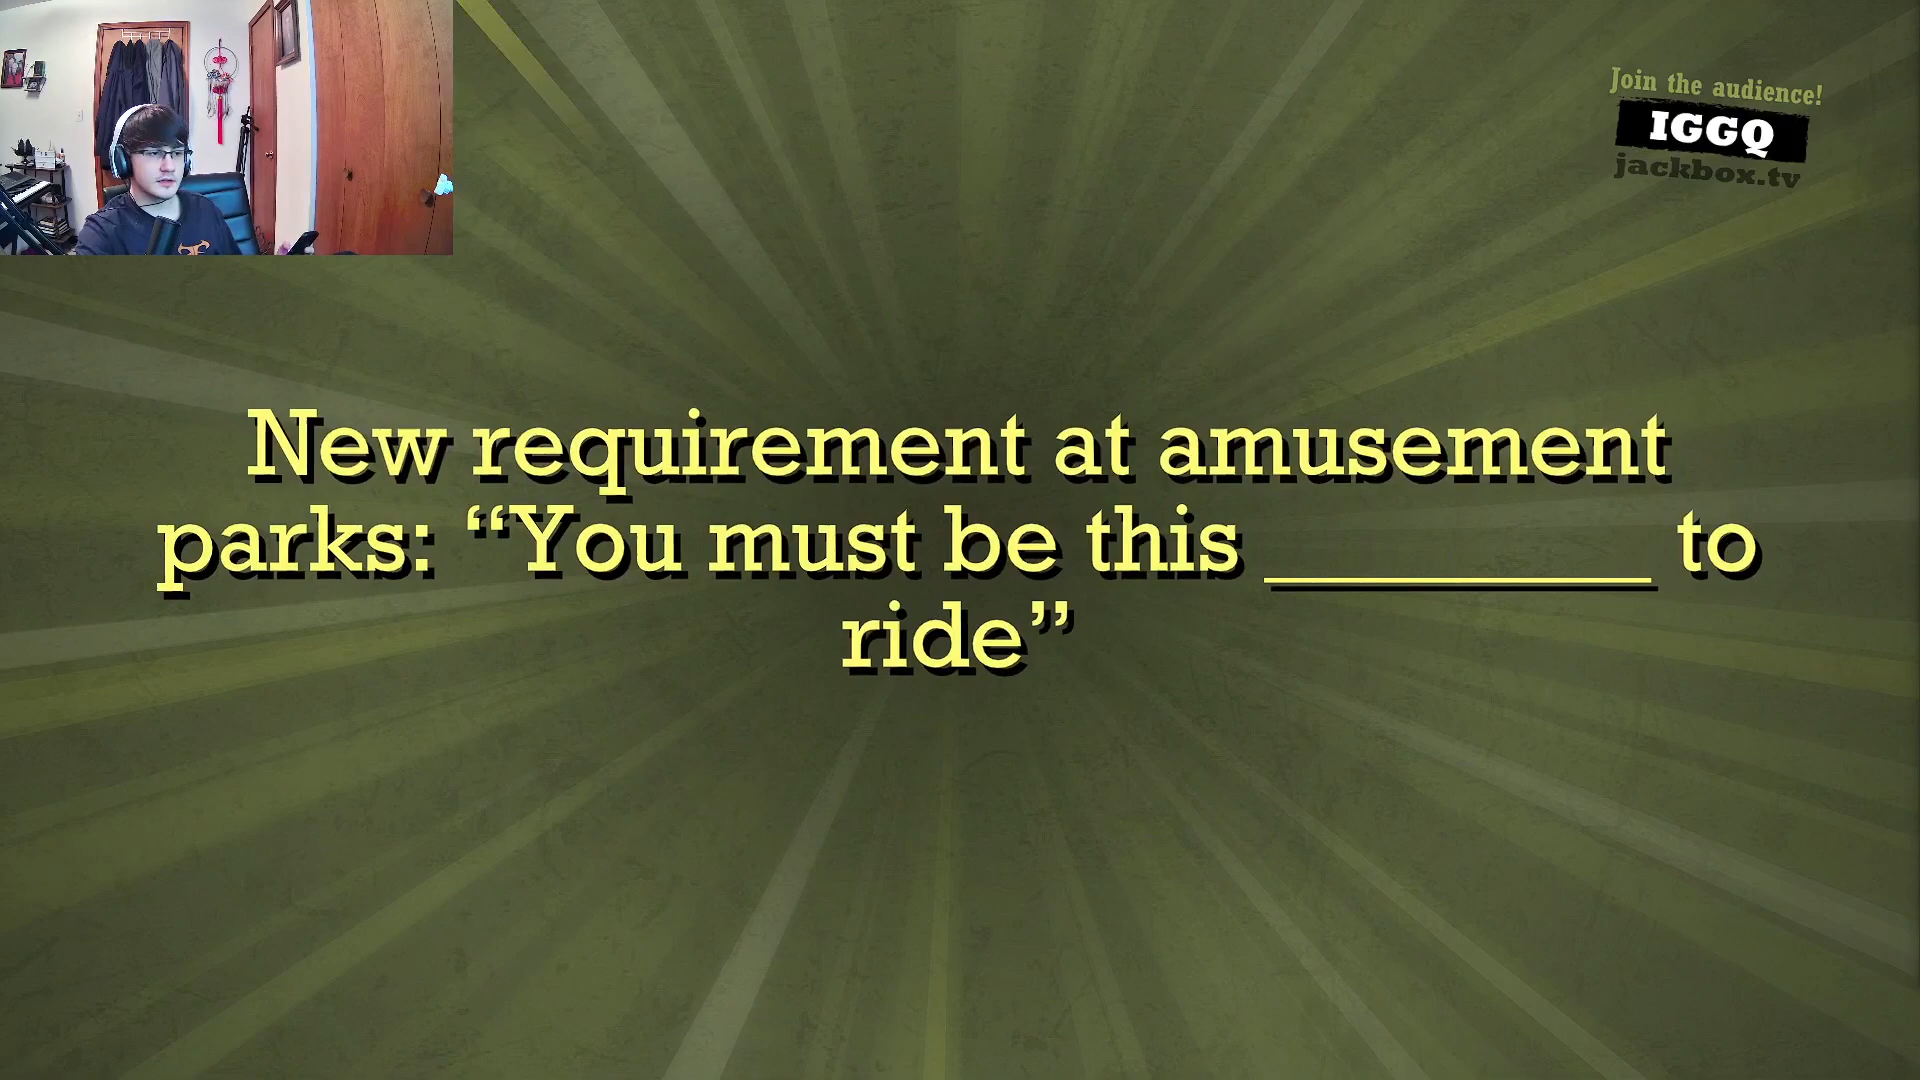 Join the audience!
IGGQ
jackbox.tv
New requirement at amusement
parks: “You must be this ________ to
ride”